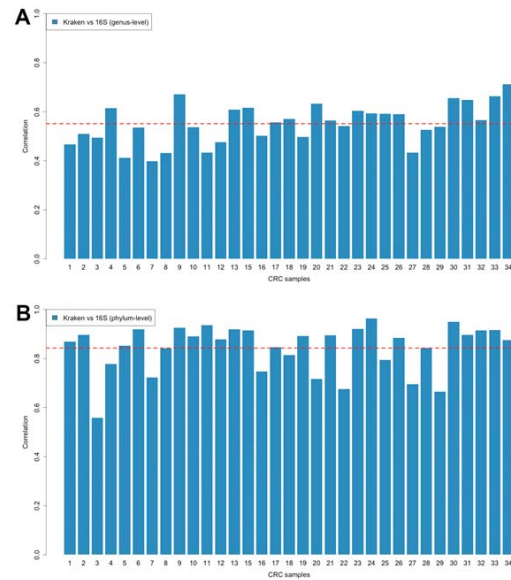 A
Kraken vs 16S (genus-level)
1.0
0.8
0.6
0.4
0.2
0.0
Correlation
1 2 3 4 5 6 7 8 9 10 11 12 13 15 16 17 18 19 20 21 22 23 24 25 26 27 28 29 30 31 32 33 34
CRC samples
B
Kraken vs 16S (phylum-level)
1.0
0.8
0.6
0.4
0.2
0.0
Correlation
1 2 3 4 5 6 7 8 9 10 11 12 13 15 16 17 18 19 20 21 22 23 24 25 26 27 28 29 30 31 32 33 34
CRC samples